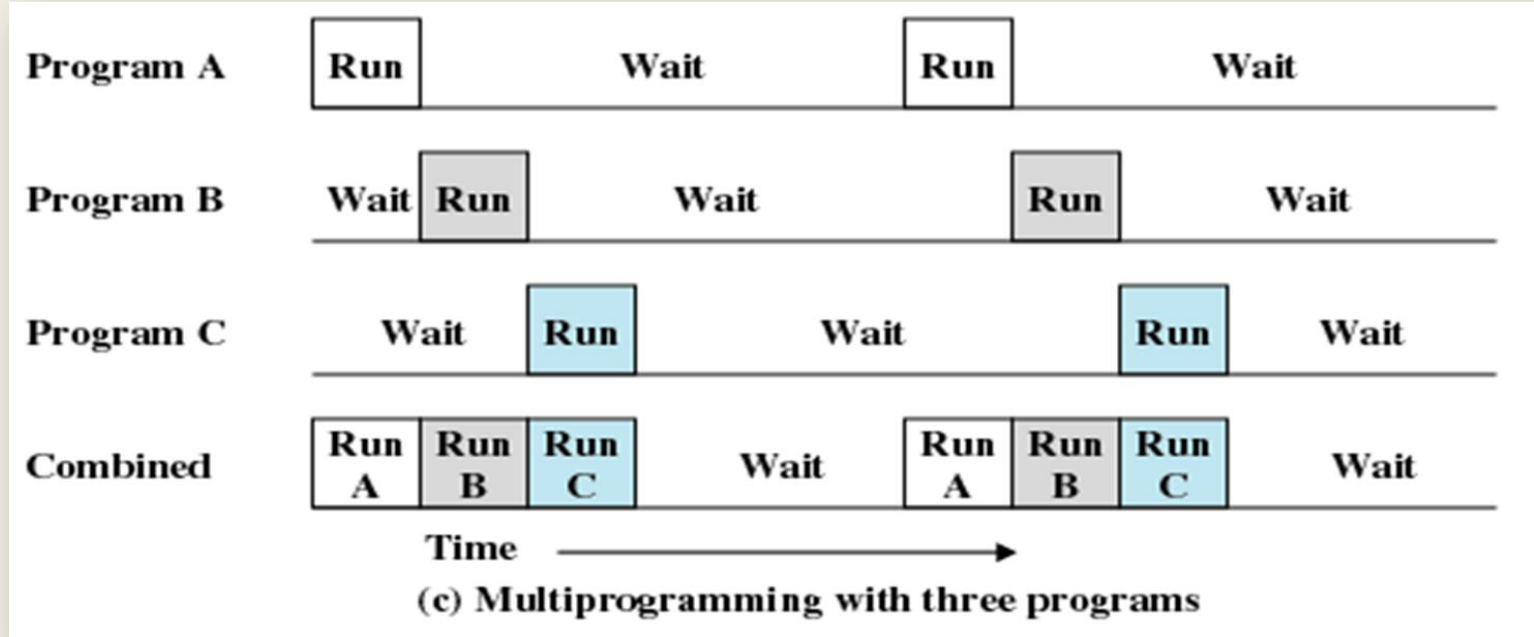 Program A Run Wait Run Wait
Program B Wait Run Wait Run Wait
Program C Wait Run Wait Run Wait
Combined Run A Run B Run C Wait Run A Run B Run C Wait
Time
(c) Multiprogramming with three programs